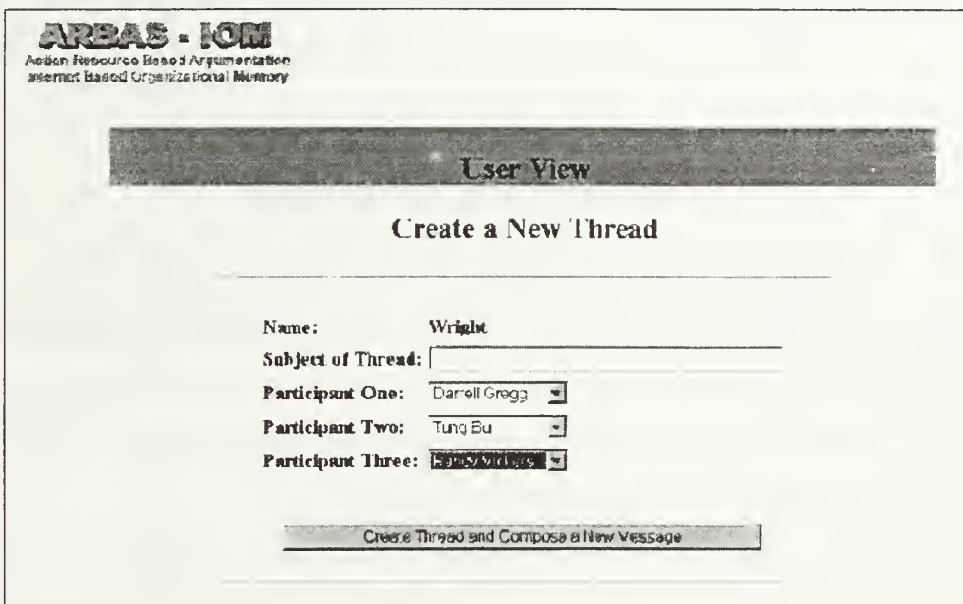 ARBAS - IOM
Action Resource Based Argumentation
Internet Based Organizational Memory
User View
Create a New Thread
Name: Wright
Subject of Thread:
Participant One: Darrell Gregg
Participant Two: Tung Bui
Participant Three:
Create Thread and Compose a New Message